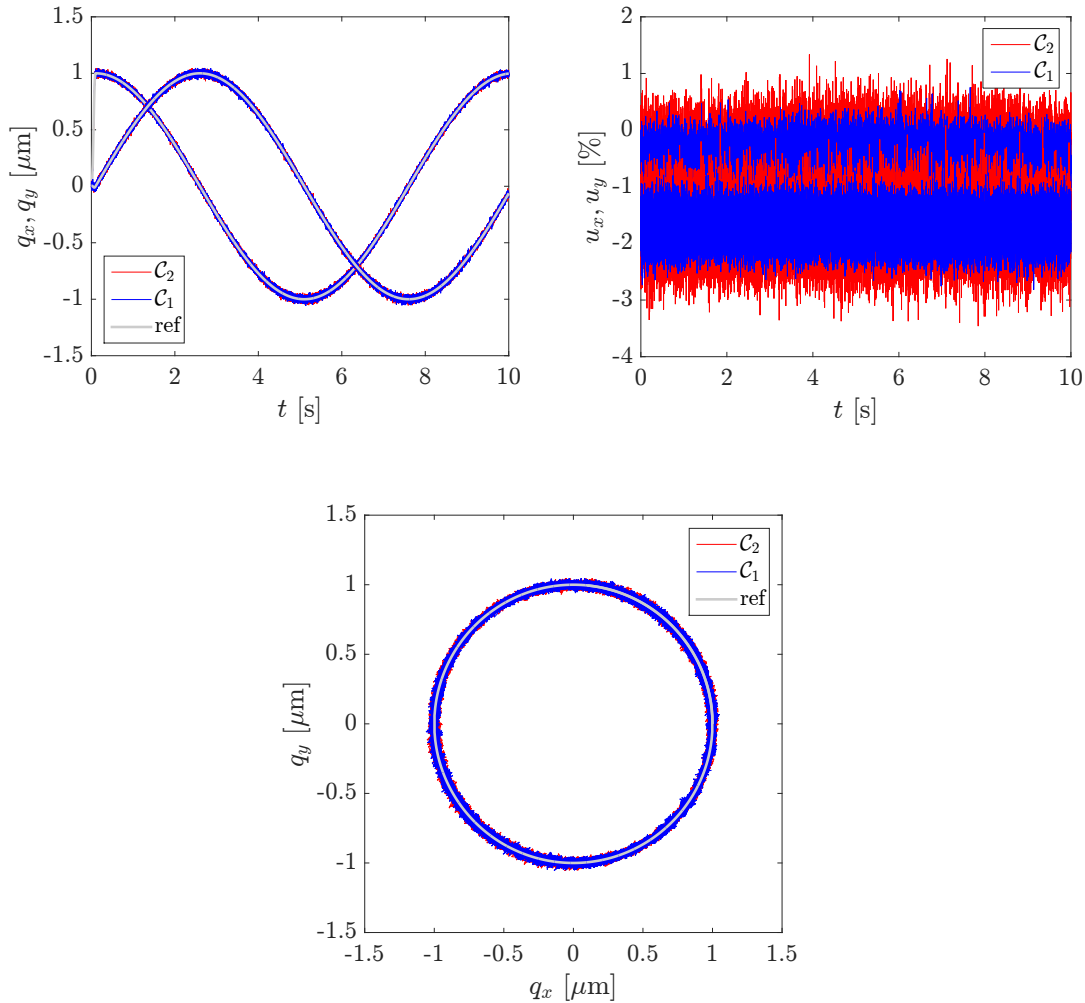 1.5
1
0.5
0
-0.5
-1
-1.5
0 2 4 6 8 10
t [s]
q_x, q_y [μm]
C_2
C_1
ref
2%
1
0
-1
-2
-3
-4
0 2 4 6 8 10
t [s]
u_x, u_y [%]
C_2
C_1
1.5
1
0.5
0
-0.5
-1
-1.5
-1.5 -1 -0.5 0 0.5 1 1.5
q_x [μm]
q_y [μm]
C_2
C_1
ref